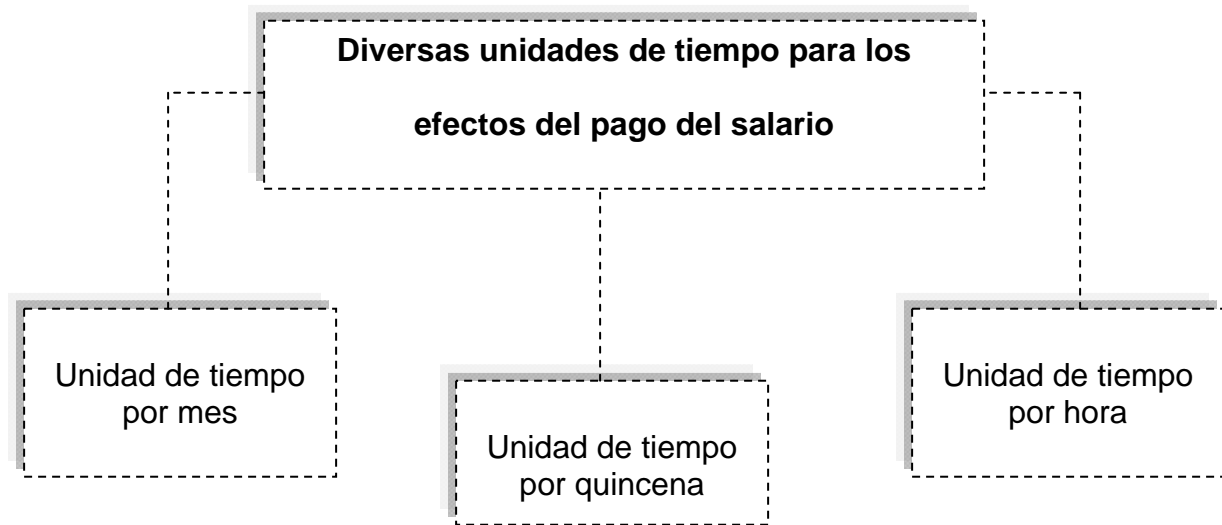 Diversas unidades de tiempo para los
efectos del pago del salario
Unidad de tiempo
por mes
Unidad de tiempo
por quincena
Unidad de tiempo
por hora